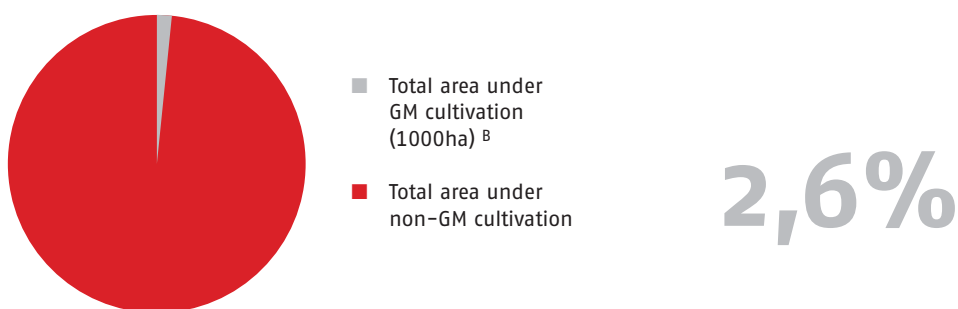 Total area under
GM cultivation
(1000ha) B
Total area under
non-GM cultivation
2,6%